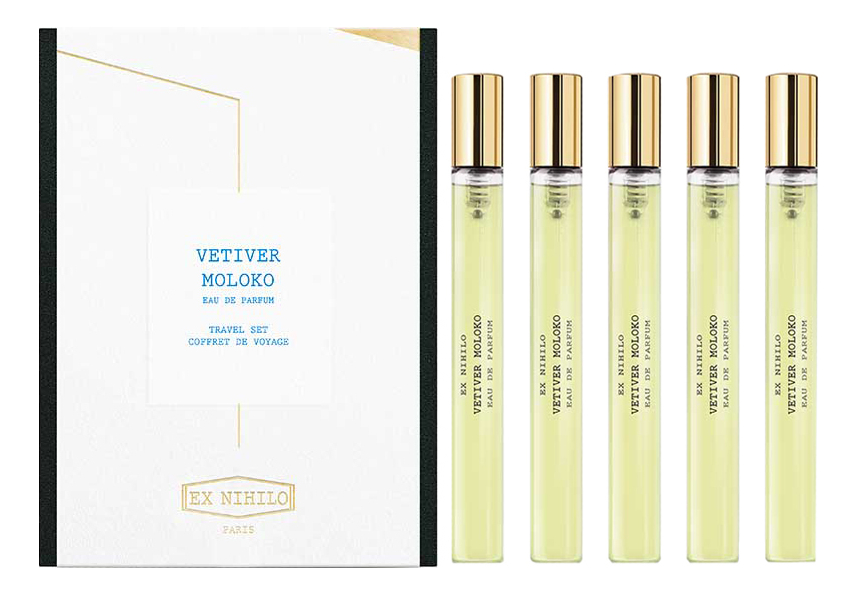 VETIVER
MOLOKO
EAU DE PARFUM
TRAVEL SET
COFFRET DE VOYAGE
EX NIHILO
PARIS
EX NIHILO
VETIVER MOLOKO
EAU DE PARFUM
EX NIHILO
VETIVER MOLOKO
EAU DE PARFUM
EX NIHILO
VETIVER MOLOKO
EAU DE PARFUM
EX NIHILO
VETIVER MOLOKO
EAU DE PARFUM
EX NIHILO
VETIVER MOLOKO
EAU DE PARFUM